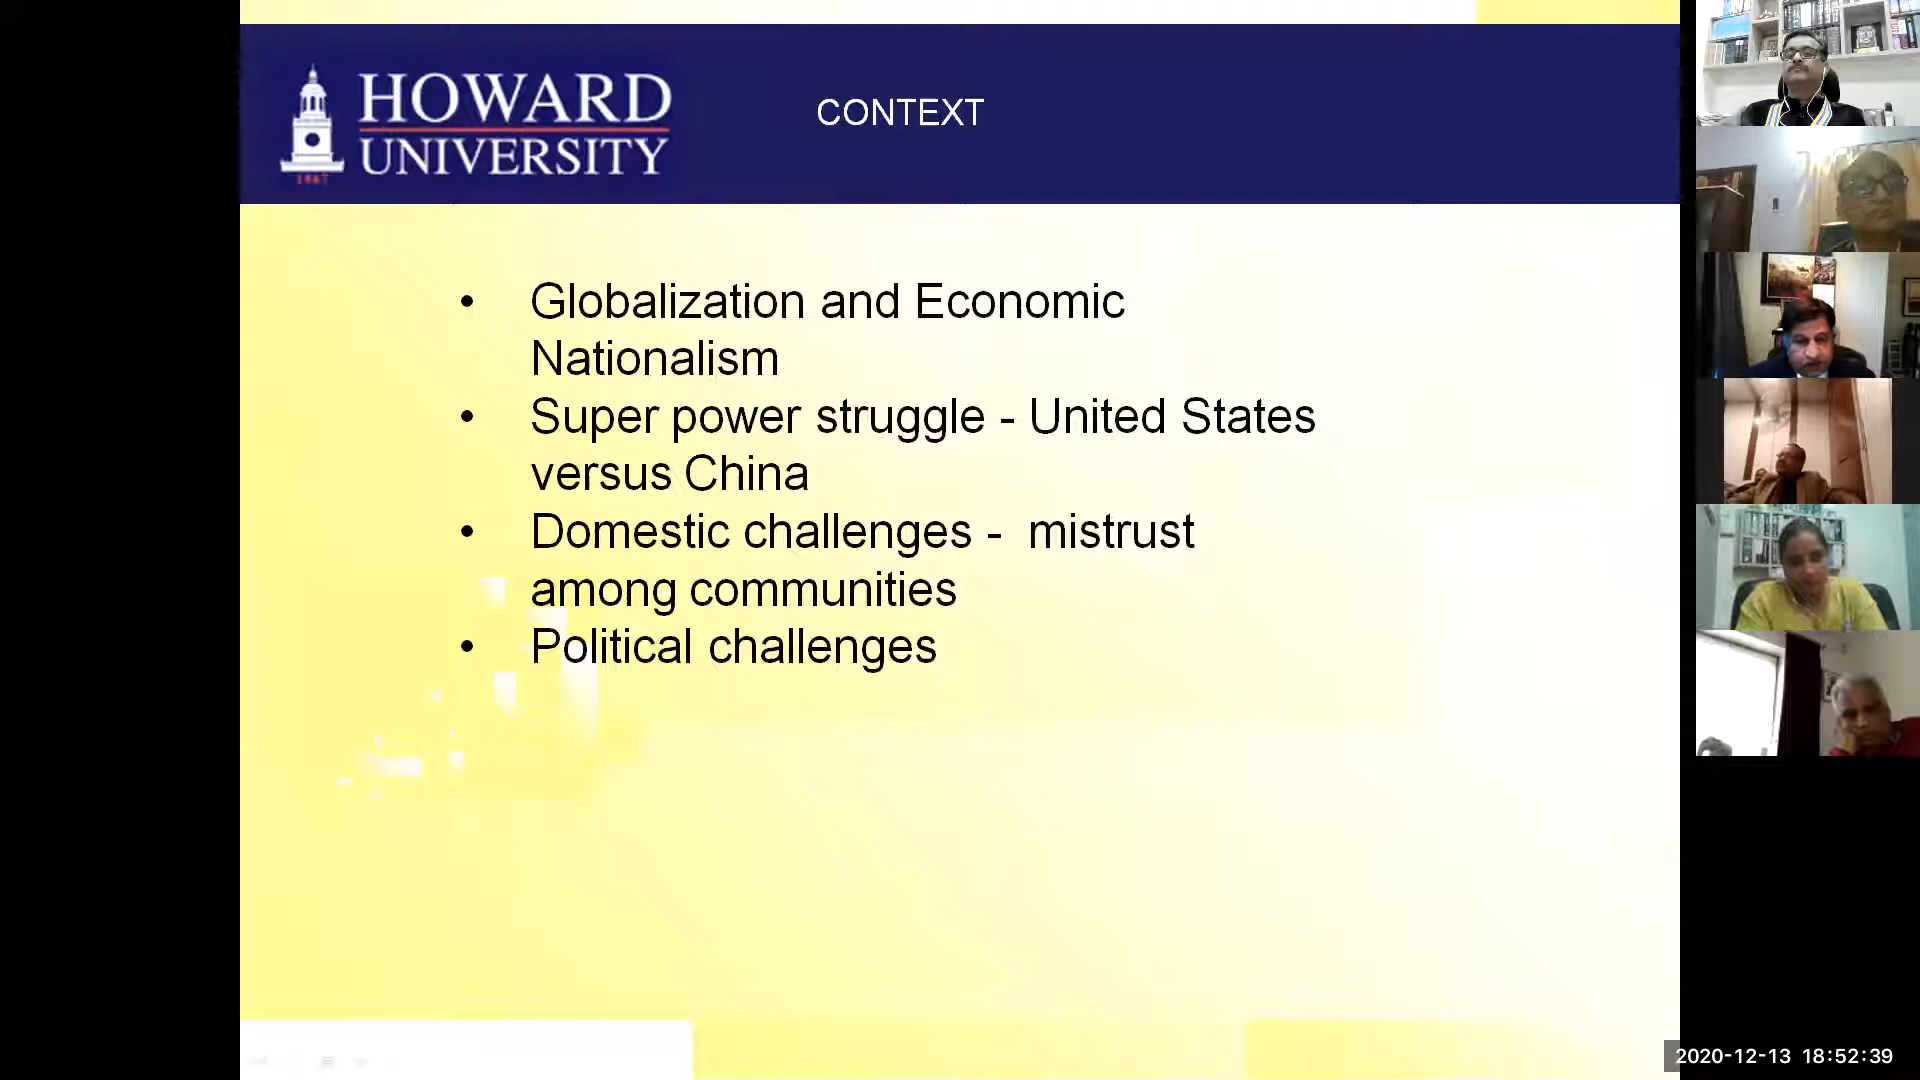 HOWARD
UNIVERSITY
1867
CONTEXT
• Globalization and Economic
Nationalism
• Super power struggle - United States
versus China
• Domestic challenges -  mistrust
among communities
• Political challenges
2020-12-13 18:52:39